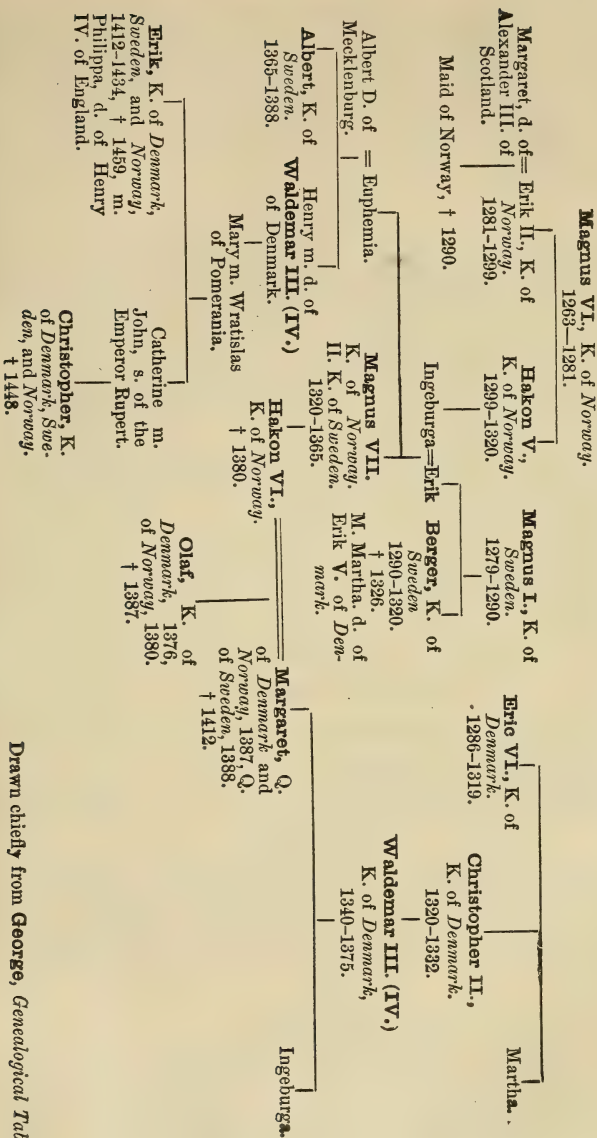 Magnus VI., K. of Norway.
1263—1281.
Margaret, d. of = Erik II., K. of
Alexander III. of
Scotland.
Norway.
1281-1299.
Hakon V.,
K. of Norway.
1299-1320.
Magnus I., K. of
Sweden.
1279-1290.
Eric VI., K. of
Denmark.
1286-1319.
Christopher II.,
K. of Denmark.
1320-1332.
Martha.
Maid of Norway, † 1290.
Ingeburga=Erik
Berger, K. of
Sweden
1290-1320.
† 1326.
M. Martha. d. of
Erik V. of Den-
mark.
Waldemar III. (IV.)
K. of Denmark,
1340-1375.
Albert D. of = Euphemia.
Mecklenburg.
Magnus VII.
K. of Norway.
II. K. of Sweden.
1320-1365.
Albert, K. of
Sweden.
1365-1388.
Henry m. d. of
Waldemar III. (IV.)
of Denmark.
Hakon VI.,
K. of Norway.
† 1380.
Margaret, Q.
of Denmark and
Norway, 1387, Q.
of Sweden, 1388.
† 1412.
Ingeburga.
Mary m. Wratislas
of Pomerania.
Olaf, K. of
Denmark, 1376,
of Norway, 1380.
† 1387.
Erik, K. of Denmark,
Sweden, and Norway,
1412-1434, † 1459, m.
Philippa, d. of Henry
IV. of England.
Catherine m.
John, s. of the
Emperor Rupert.
Christopher, K.
of Denmark, Swe-
den, and Norway.
† 1448.
Drawn chiefly from George, Genealogical